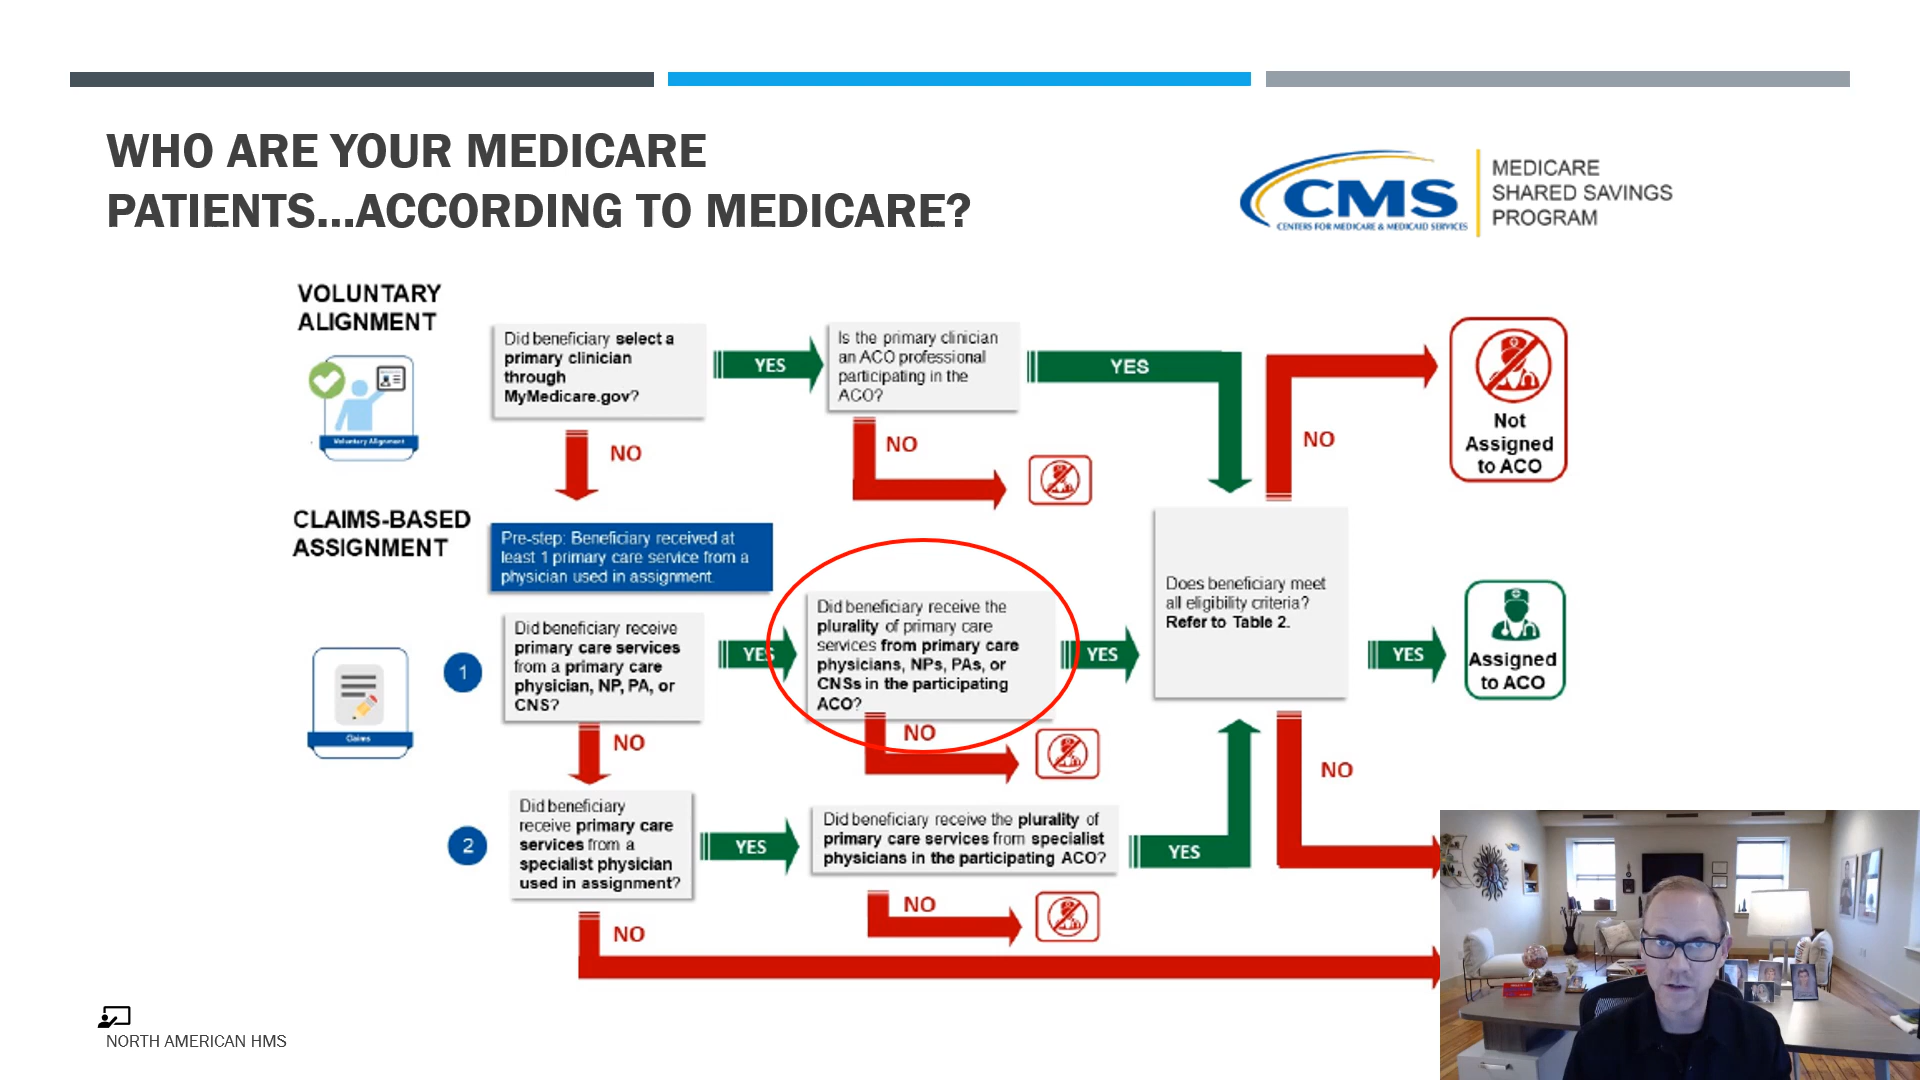 WHO ARE YOUR MEDICARE
PATIENTS...ACCORDING TO MEDICARE?
CMS
CENTERS FOR MEDICARE & MEDICAID SERVICES
MEDICARE
SHARED SAVINGS
PROGRAM
VOLUNTARY
ALIGNMENT
Voluntary Alignment
Did beneficiary select a
primary clinician
through
MyMedicare.gov?
YES
Is the primary clinician
an ACO professional
participating in the
ACO?
YES
NO
NO
NO
Not
Assigned
to ACO
CLAIMS-BASED
ASSIGNMENT
Pre-step: Beneficiary received at
least 1 primary care service from a
physician used in assignment.
Claims
1
Did beneficiary receive
primary care services
from a primary care
physician, NP, PA, or
CNS?
YES
Did beneficiary receive the
plurality of primary care
services from primary care
physicians, NPs, PAs, or
CNSs in the participating
ACO?
YES
Does beneficiary meet
all eligibility criteria?
Refer to Table 2.
YES
Assigned
to ACO
NO
NO
NO
2
Did beneficiary
receive primary care
services from a
specialist physician
used in assignment?
YES
Did beneficiary receive the plurality of
primary care services from specialist
physicians in the participating ACO?
YES
NO
NO
NORTH AMERICAN HMS